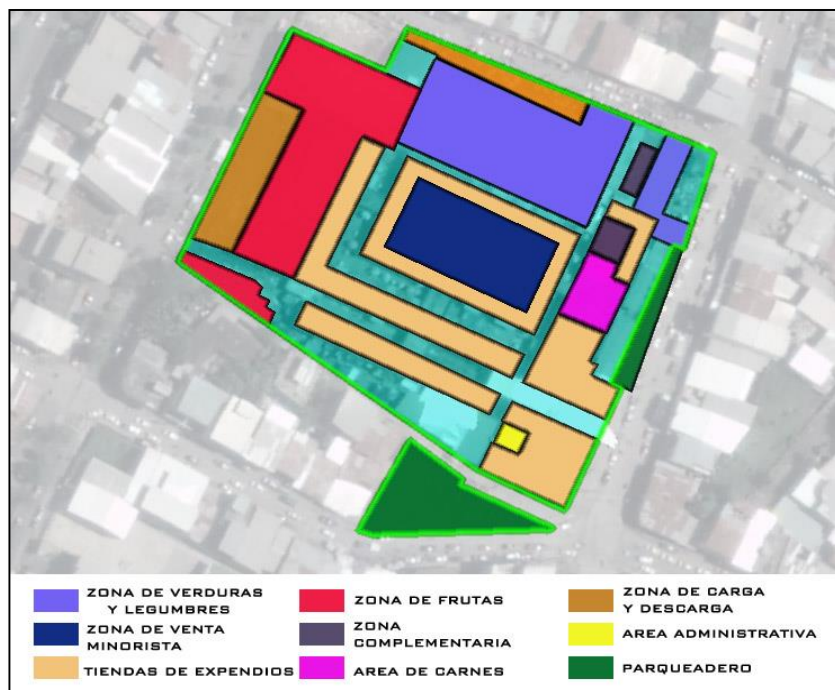 ZONA DE VERDURAS
Y LEGUMBRES
ZONA DE FRUTAS
ZONA DE CARGA
Y DESCARGA
ZONA DE VENTA
MINORISTA
ZONA
COMPLEMENTARIA
AREA ADMINISTRATIVA
TIENDAS DE EXPENDIOS
AREA DE CARNES
PARQUEADERO